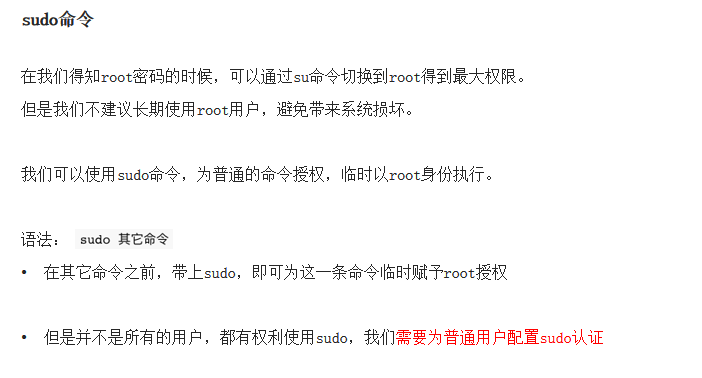 sudo命令
在我们得知root密码的时候，可以通过su命令切换到root得到最大权限。
但是我们不建议长期使用root用户，避免带来系统损坏。
我们可以使用sudo命令，为普通的命令授权，临时以root身份执行。
语法： sudo 其它命令
• 在其它命令之前，带上sudo，即可为这一条命令临时赋予root授权
• 但是并不是所有的用户，都有权利使用sudo，我们需要为普通用户配置sudo认证